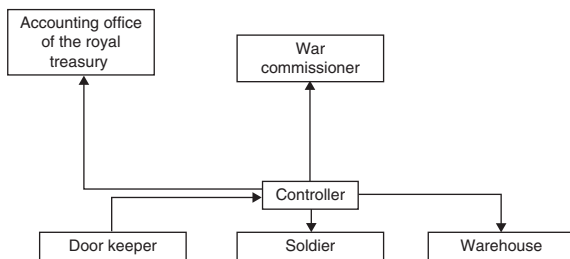 Accounting office
of the royal
treasury
War
commissioner
Controller
Door keeper
Soldier
Warehouse